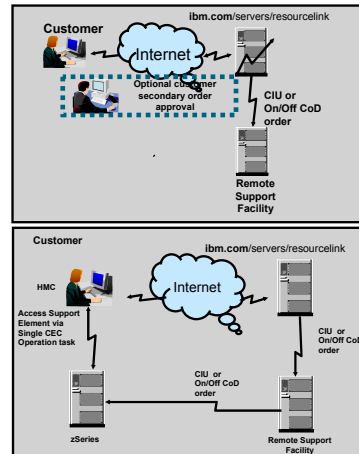 ibm.com/servers/resourcelink
Customer
Internet
Optional customer
secondary order
approval
CIU or
On/Off CoD
order
Remote
Support
Facility
Customer
ibm.com/servers/resourcelink
HMC
Internet
Access Support
Element via
Single CEC
Operation task
CIU or
On/Off CoD
order
CIU or
On/Off CoD
order
zSeries
Remote Support
Facility